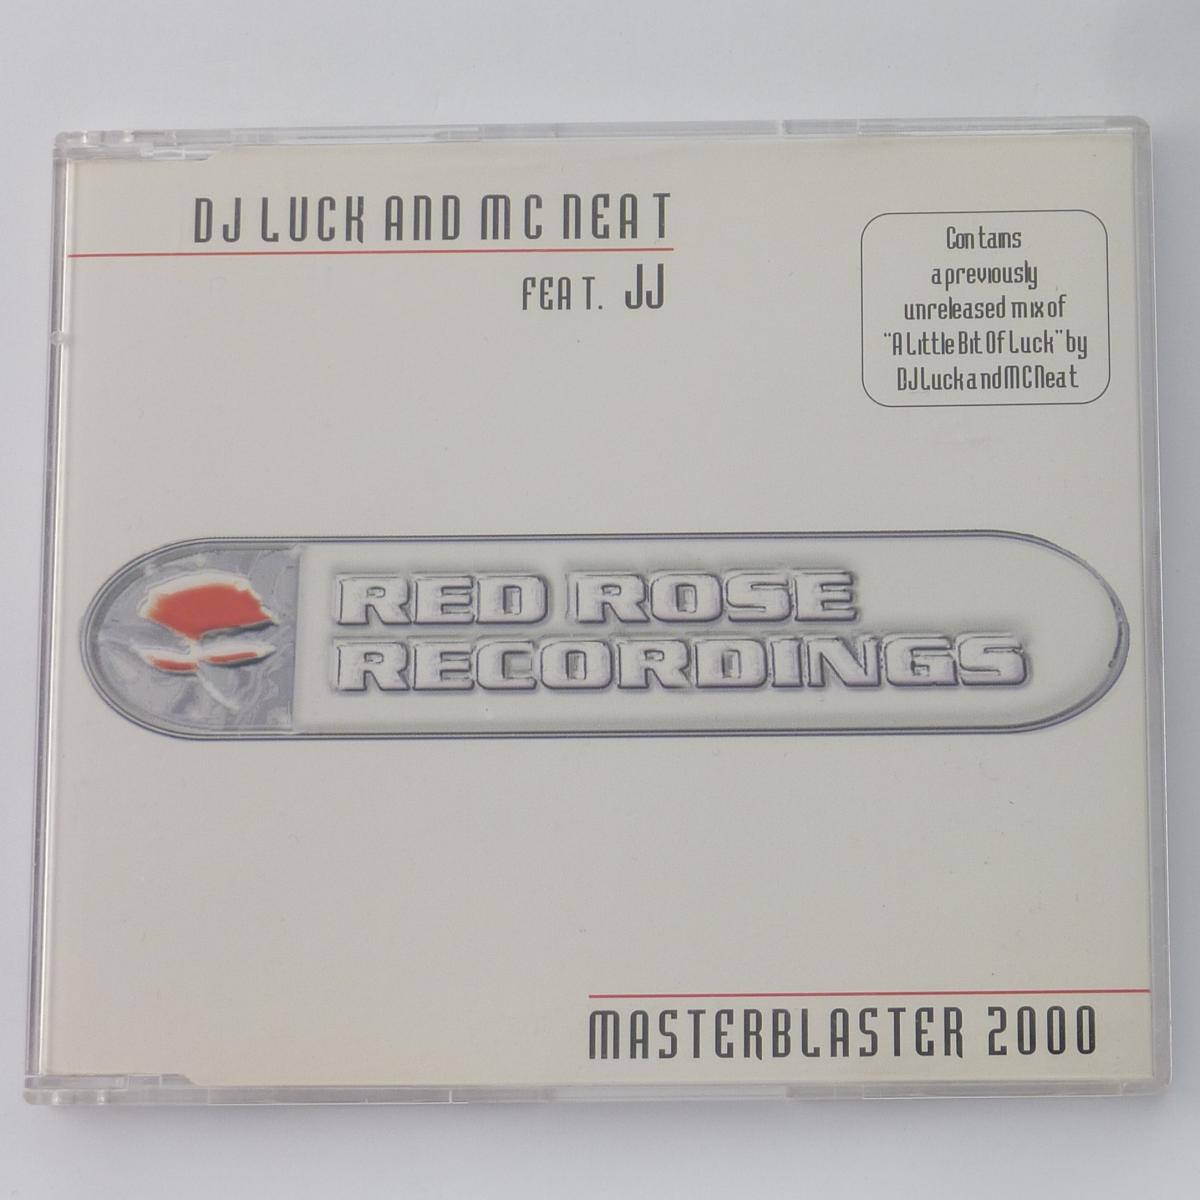 DJ LUCK AND MC NEAT
FEAT. JJ
Contains
a previously
unreleased mix of
"A Little Bit Of Luck" by
DJ Luck and MC Neat
RED ROSE
RECORDINGS
MASTERBLASTER 2000